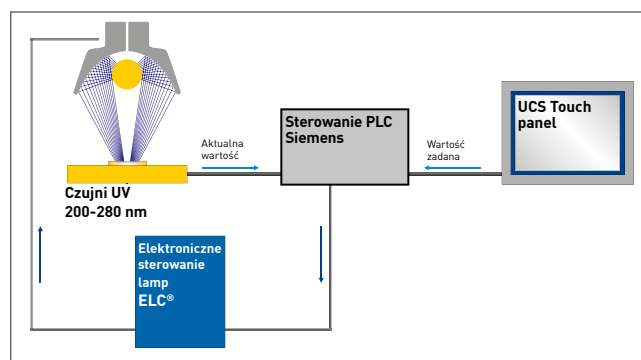 Aktualna
wartość
Czujni UV
200-280 nm
Sterowanie PLC
Siemens
Wartość
zadana
UCS Touch
panel
Elektroniczne
sterowanie
lamp
ELC®